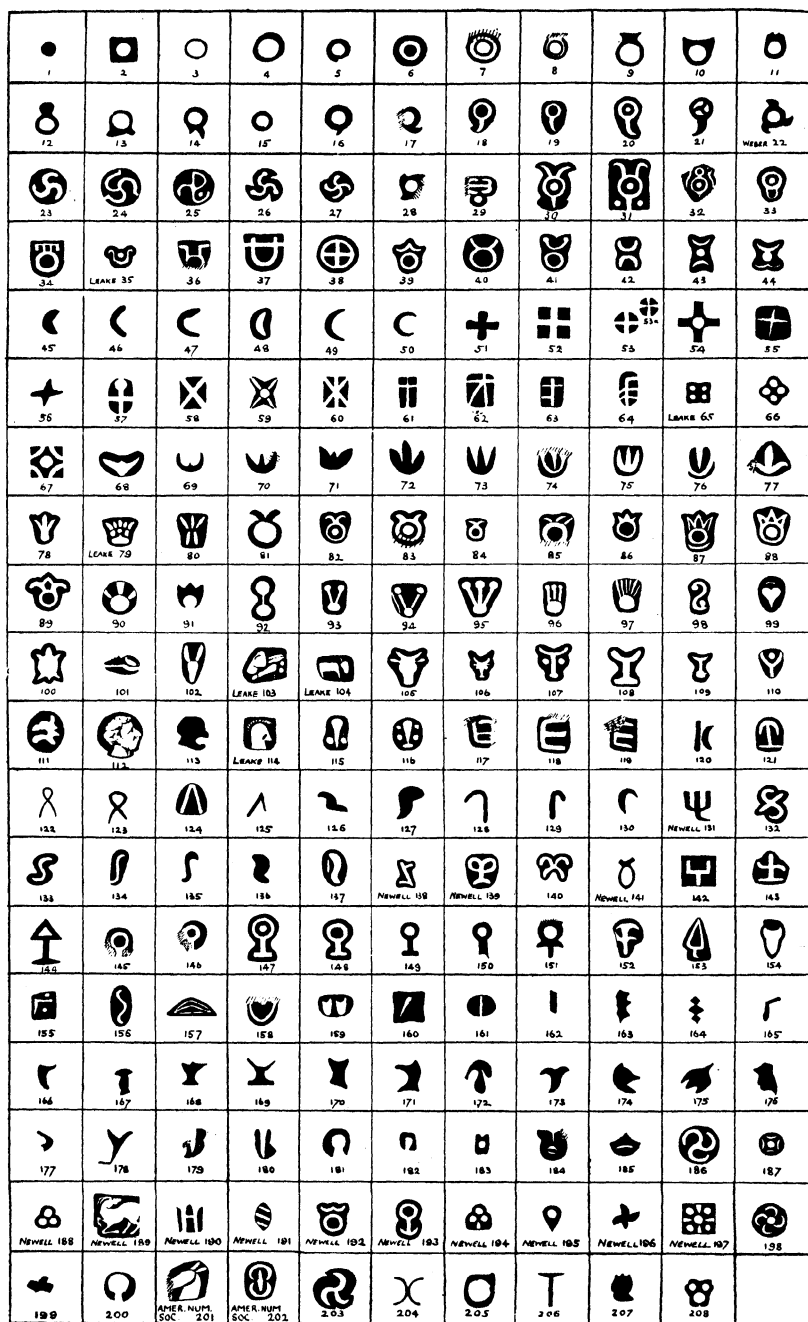 1 2 3 4 5 6 7 8 9 10 11
12 13 14 15 16 17 18 19 20 21 WEBER 22
23 24 25 26 27 28 29 30 31 32 33
34 LEAKE 35 36 37 38 39 40 41 42 43 44
45 46 47 48 49 50 51 52 53 53a 54 55
56 57 58 59 60 61 62 63 64 LEAKE 65 66
67 68 69 70 71 72 73 74 75 76 77
78 LEAKE 79 80 81 82 83 84 85 86 87 88
89 90 91 92 93 94 95 96 97 98 99
100 101 102 LEAKE 103 LEAKE 104 105 106 107 108 109 110
111 112 113 LEAKE 114 115 116 117 118 119 120 121
122 123 124 125 126 127 128 129 130 NEWELL 131 132
133 134 135 136 137 NEWELL 138 NEWELL 139 140 NEWELL 141 142 143
144 145 146 147 148 149 150 151 152 153 154
155 156 157 158 159 160 161 162 163 164 165
166 167 168 169 170 171 172 173 174 175 176
177 178 179 180 181 182 183 184 185 186 187
NEWELL 188 NEWELL 189 NEWELL 190 NEWELL 191 NEWELL 192 NEWELL 193 NEWELL 194 NEWELL 195 NEWELL 196 NEWELL 197 198
199 200 AMER. NUM. SOC. 201 AMER. NUM SOC. 202 203 204 205 206 207 208